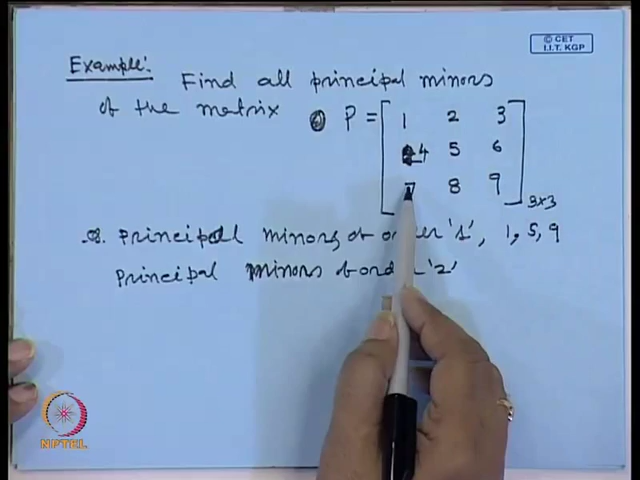 © CET
I.I.T. KGP
Example: Find all principal minors
of the matrix P = [ 1 2 3
4 5 6
7 8 9 ] 3×3
Principal minors of order '1', 1, 5, 9
Principal minors of order '2'
NPTEL